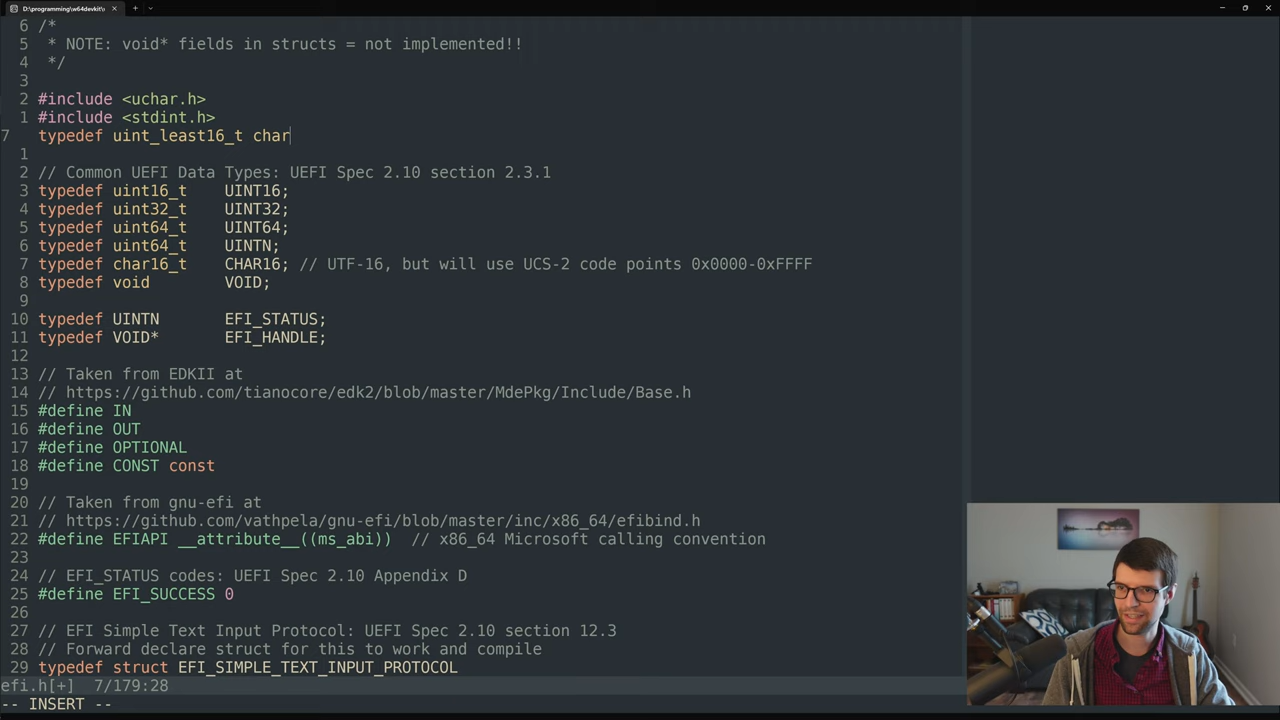 D:\programming\w64devkit\
6 /*
5  * NOTE: void* fields in structs = not implemented!!
4  */
3
2 #include <uchar.h>
1 #include <stdint.h>
7 typedef uint_least16_t char
1
2 // Common UEFI Data Types: UEFI Spec 2.10 section 2.3.1
3 typedef uint16_t    UINT16;
4 typedef uint32_t    UINT32;
5 typedef uint64_t    UINT64;
6 typedef uint64_t    UINTN;
7 typedef char16_t    CHAR16; // UTF-16, but will use UCS-2 code points 0x0000-0xFFFF
8 typedef void        VOID;
9
10 typedef UINTN       EFI_STATUS;
11 typedef VOID*       EFI_HANDLE;
12
13 // Taken from EDKII at
14 // https://github.com/tianocore/edk2/blob/master/MdePkg/Include/Base.h
15 #define IN
16 #define OUT
17 #define OPTIONAL
18 #define CONST const
19
20 // Taken from gnu-efi at
21 // https://github.com/vathpela/gnu-efi/blob/master/inc/x86_64/efibind.h
22 #define EFIAPI __attribute__((ms_abi))  // x86_64 Microsoft calling convention
23
24 // EFI_STATUS codes: UEFI Spec 2.10 Appendix D
25 #define EFI_SUCCESS 0
26
27 // EFI Simple Text Input Protocol: UEFI Spec 2.10 section 12.3
28 // Forward declare struct for this to work and compile
29 typedef struct EFI_SIMPLE_TEXT_INPUT_PROTOCOL
efi.h[+]  7/179:28
-- INSERT --